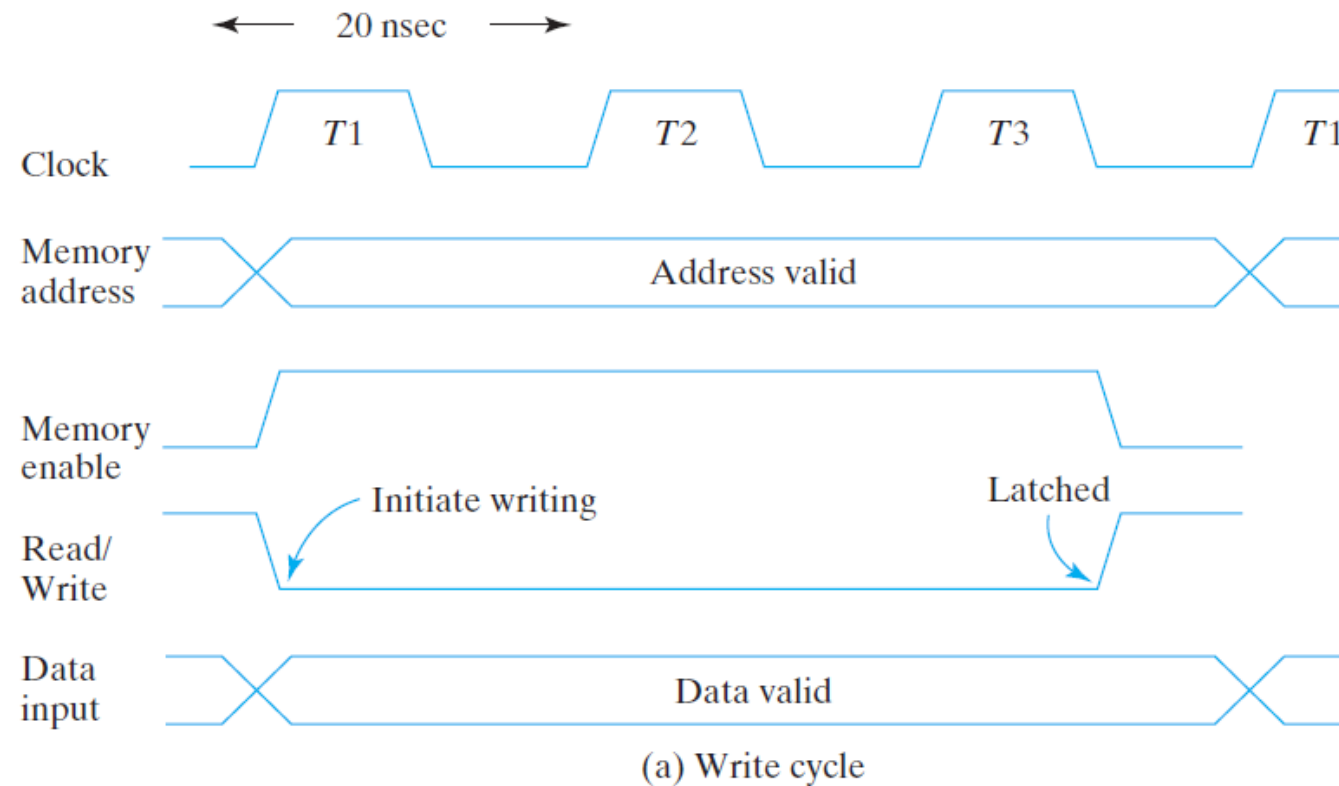 20 nsec
T1
T2
T3
T1
Clock
Memory
address
Address valid
Memory
enable
Initiate writing
Latched
Read/
Write
Data
input
Data valid
(a) Write cycle